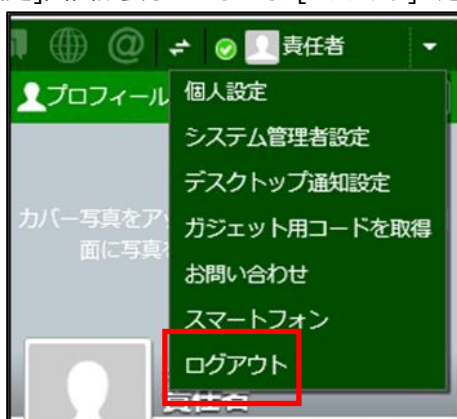 @ 責任者
プロフィール
個人設定
システム管理者設定
デスクトップ通知設定
カバー写真をア
ガジェット用コードを取得
面に写真
お問い合わせ
スマートフォン
ログアウト
責任者